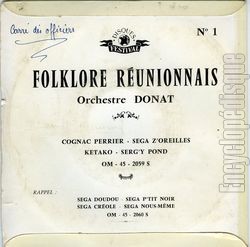 Carré des officiers
DISQUES
FESTIVAL
Nº 1
FOLKLORE RÉUNIONNAIS
Orchestre DONAT
COGNAC PERRIER - SEGA Z'OREILLES
KETAKO - SERG'Y POND
OM - 45 - 2059 S
RAPPEL :
SEGA DOUDOU - SEGA P'TIT NOIR
SEGA CRÉOLE - SEGA NOUS-MÊME
OM - 45 - 2060 S